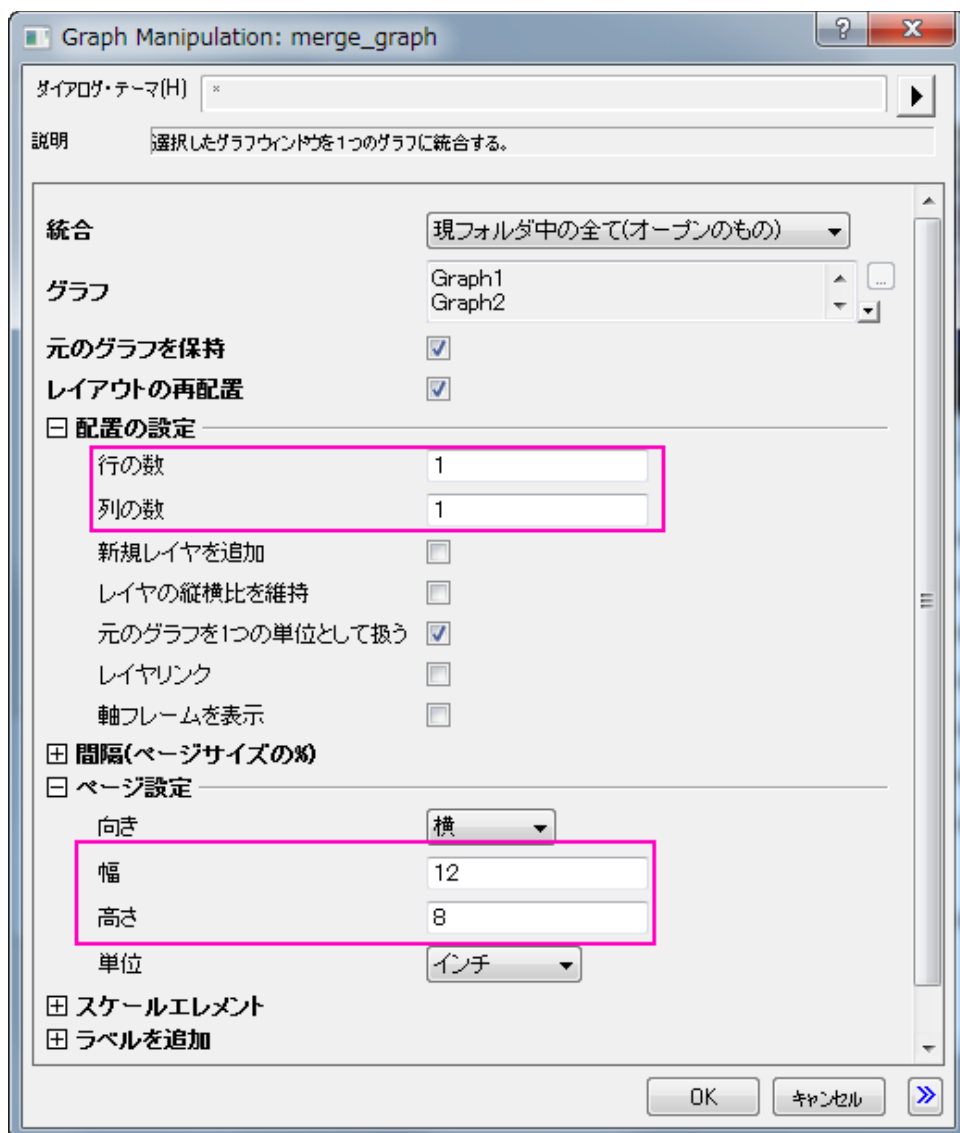 Graph Manipulation: merge_graph
ダイアログ・テーマ(H) *
説明 選択したグラフウィンドウを1つのグラフに統合する。
統合 現フォルダ中の全て(オープンのもの)
グラフ Graph1
Graph2
元のグラフを保持
レイアウトの再配置
配置の設定
行の数 1
列の数 1
新規レイヤを追加
レイヤの縦横比を維持
元のグラフを1つの単位として扱う
レイヤリンク
軸フレームを表示
間隔(ページサイズの%)
ページ設定
向き 横
幅 12
高さ 8
単位 インチ
スケールエレメント
ラベルを追加
OK キャンセル